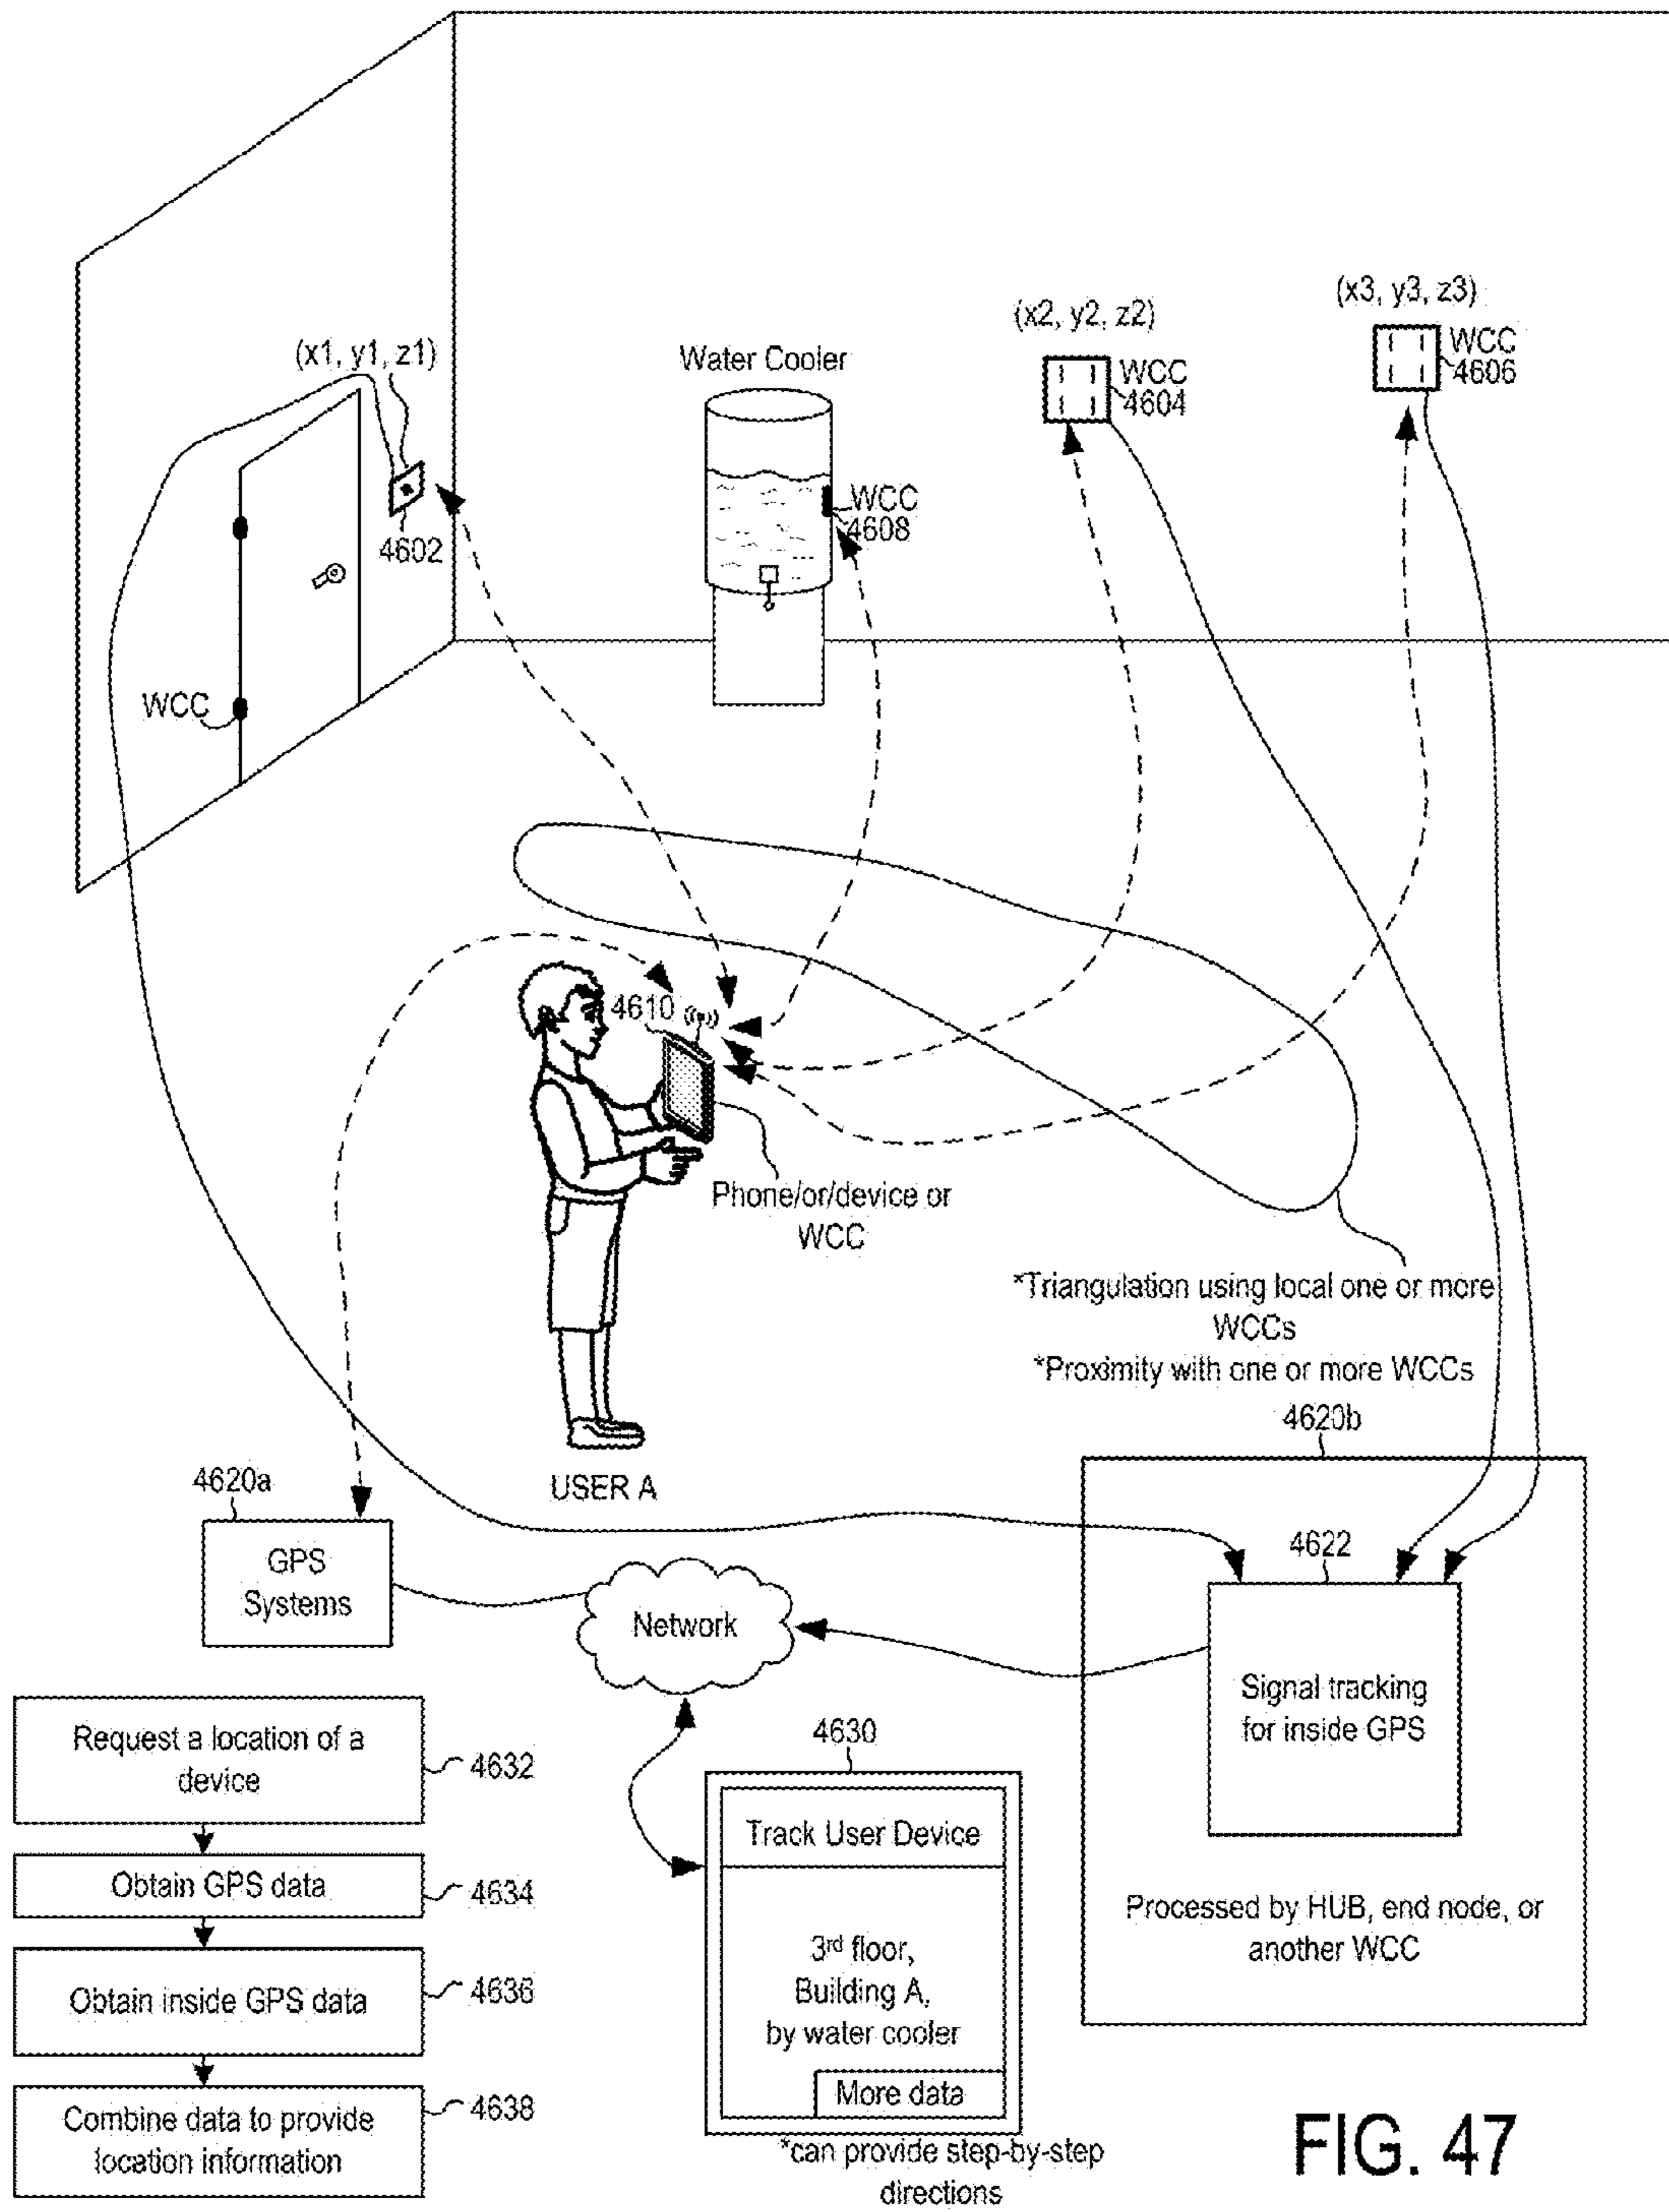 (x3, y3, z3)
(x2, y2, z2)
WCC
4606
(x1, y1, z1)
Water Cooler
WCC
4604
WCC
4608
4602
WCC
4610
Phone/or/device or
WCC
*Triangulation using local one or more
WCCs
*Proximity with one or more WCCs
4620b
4620a
USER A
GPS
Systems
4622
Network
Signal tracking
for inside GPS
Request a location of a
device
4632
4630
Track User Device
Obtain GPS data
4634
Processed by HUB, end node, or
another WCC
3rd floor,
Building A,
by water cooler
Obtain inside GPS data
4636
More data
Combine data to provide
location information
4638
*can provide step-by-step
directions
FIG. 47